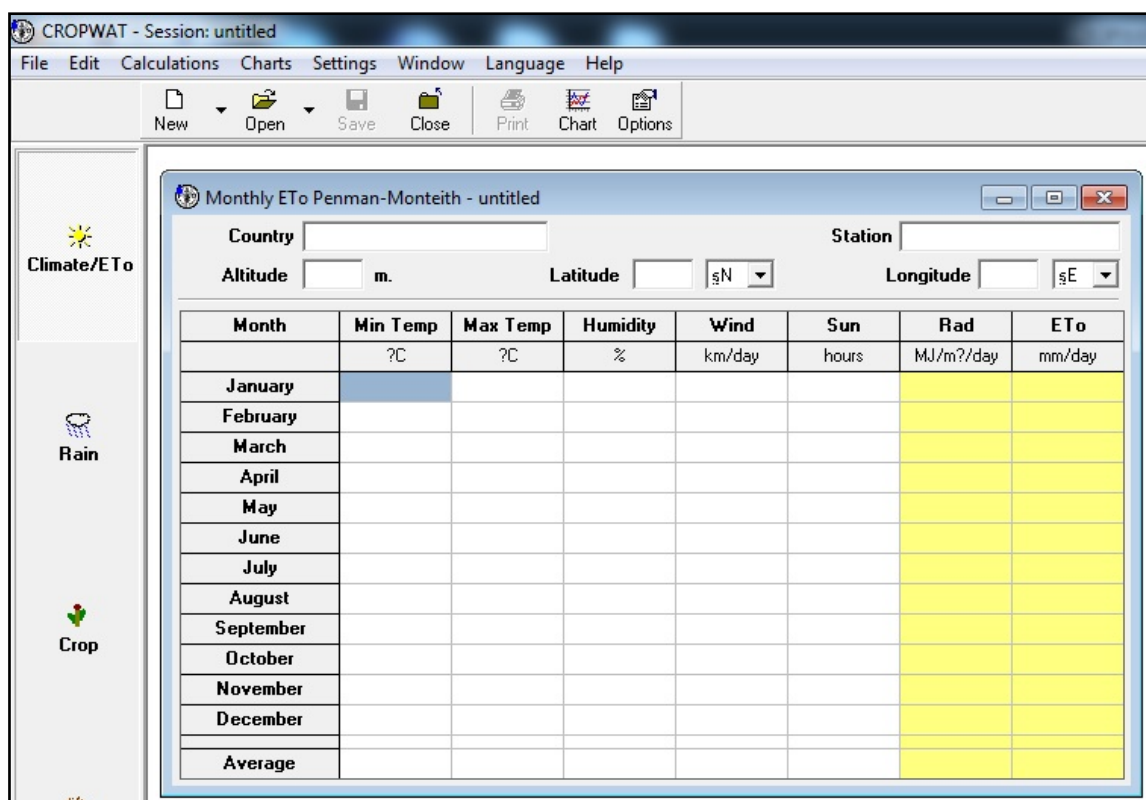 CROPWAT - Session: untitled
File Edit Calculations Charts Settings Window Language Help
New Open Save Close Print Chart Options
Monthly ETo Penman-Monteith - untitled
Country Station
Altitude m. Latitude şN Longitude şE
Climate/ETo
Month Min Temp Max Temp Humidity Wind Sun Rad ETo
?C ?C % km/day hours MJ/m?/day mm/day
January
February
March
Rain
April
May
June
July
August
September
Crop
October
November
December
Average